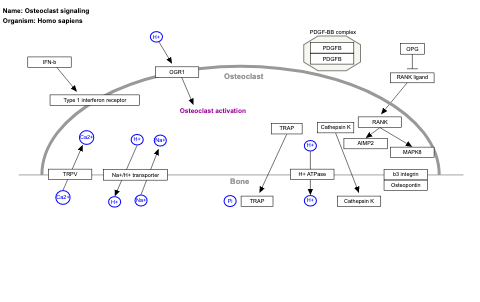 Name: Osteoclast signaling
Organism: Homo sapiens
PDGF-BB complex
H+
PDGFB
PDGFB
OPG
IFN-b
OGR1
Osteoclast
RANK ligand
Type 1 interferon receptor
Osteoclast activation
RANK
TRAP
Cathepsin K
Ca2+
H+
Na+
H+
AIMP2
MAPK8
TRPV
Na+/H+ transporter
Bone
H+ ATPase
b3 integrin
Osteopontin
Ca2+
H+
Na+
Pi
TRAP
H+
Cathepsin K